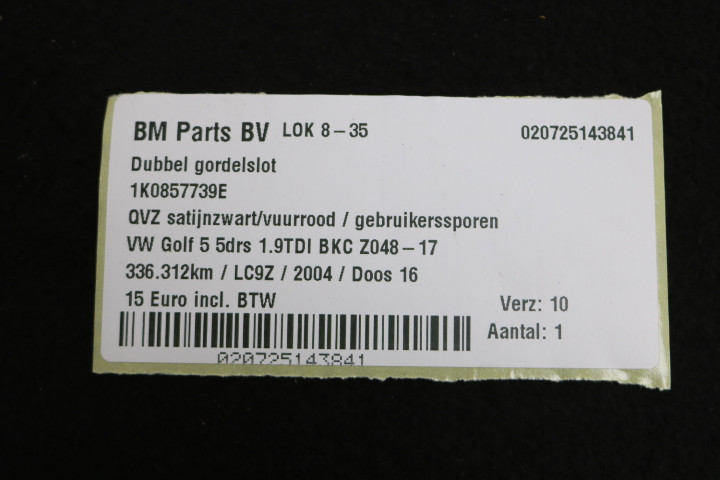 BM Parts BV LOK 8-35 020725143841
Dubbel gordelslot
1K0857739E
QVZ satijnzwart/vuurrood / gebruikerssporen
VW Golf 5 5drs 1.9TDI BKC Z048-17
336.312km / LC9Z / 2004 / Doos 16
15 Euro incl. BTW Verz: 10
Aantal: 1
020725143841